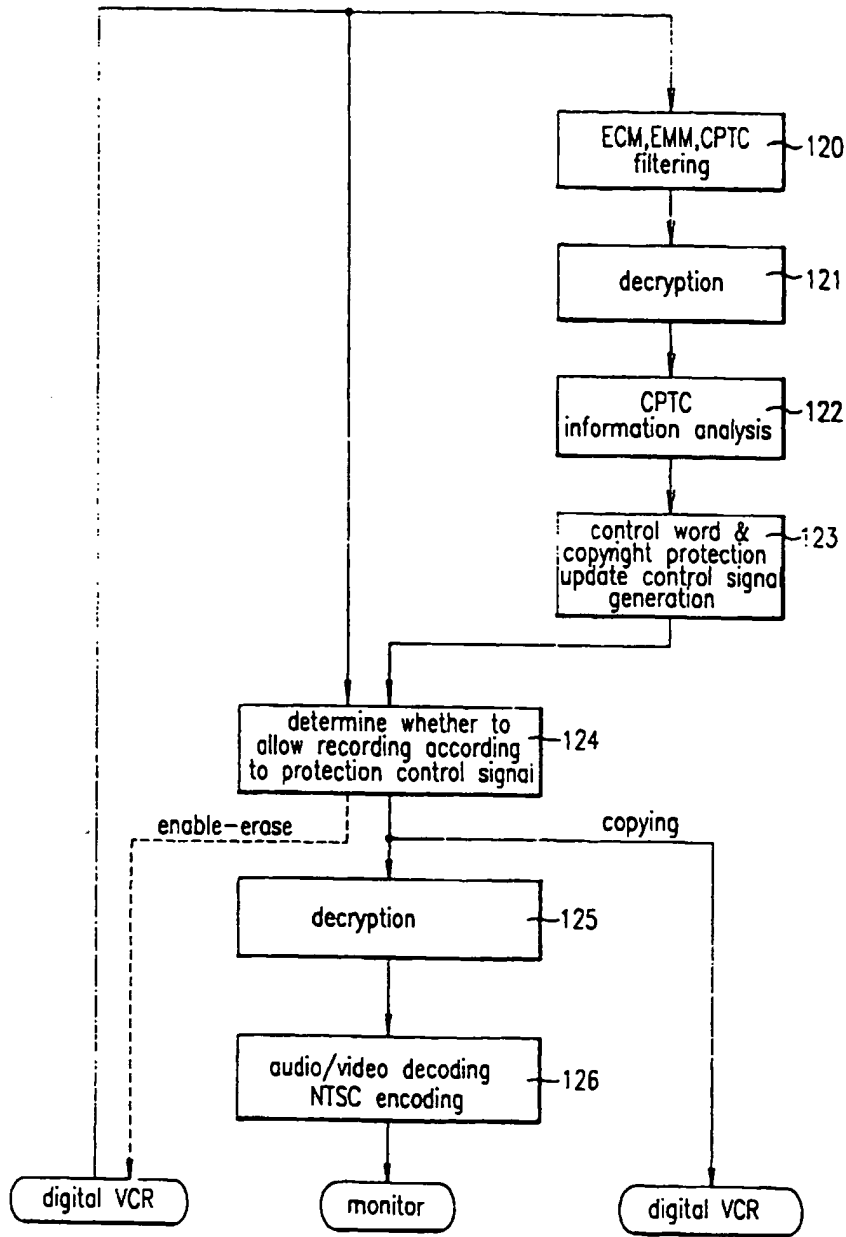 ECM,EMM,CPTC
filtering
120
decryption
121
CPTC
information analysis
122
control word &
copyright protection
update control signal
generation
123
determine whether to
allow recording according
to protection control signal
124
enable-erase
copying
decryption
125
audio/video decoding
NTSC encoding
126
digital VCR
monitor
digital VCR